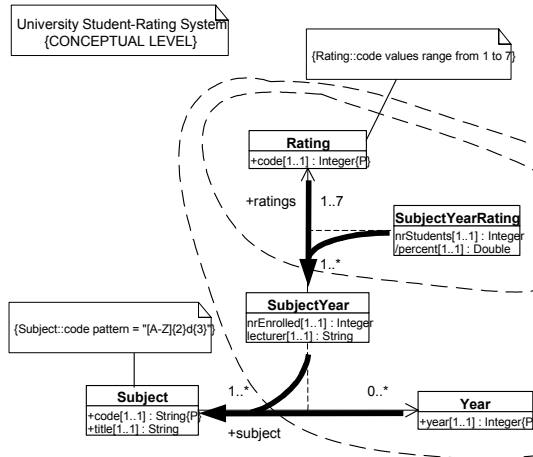 University Student-Rating System
{CONCEPTUAL LEVEL}
{Rating::code values range from 1 to 7}
Rating
+code[1..1] : Integer{P}
+ratings
1..7
SubjectYearRating
nrStudents[1..1] : Integer
/percent[1..1] : Double
1..*
SubjectYear
nrEnrolled[1..1] : Integer
lecturer[1..1] : String
{Subject::code pattern = "[A-Z]{2}d{3}"}
1..*
0..*
Subject
+code[1..1] : String{P}
+title[1..1] : String
+subject
Year
+year[1..1] : Integer{P}